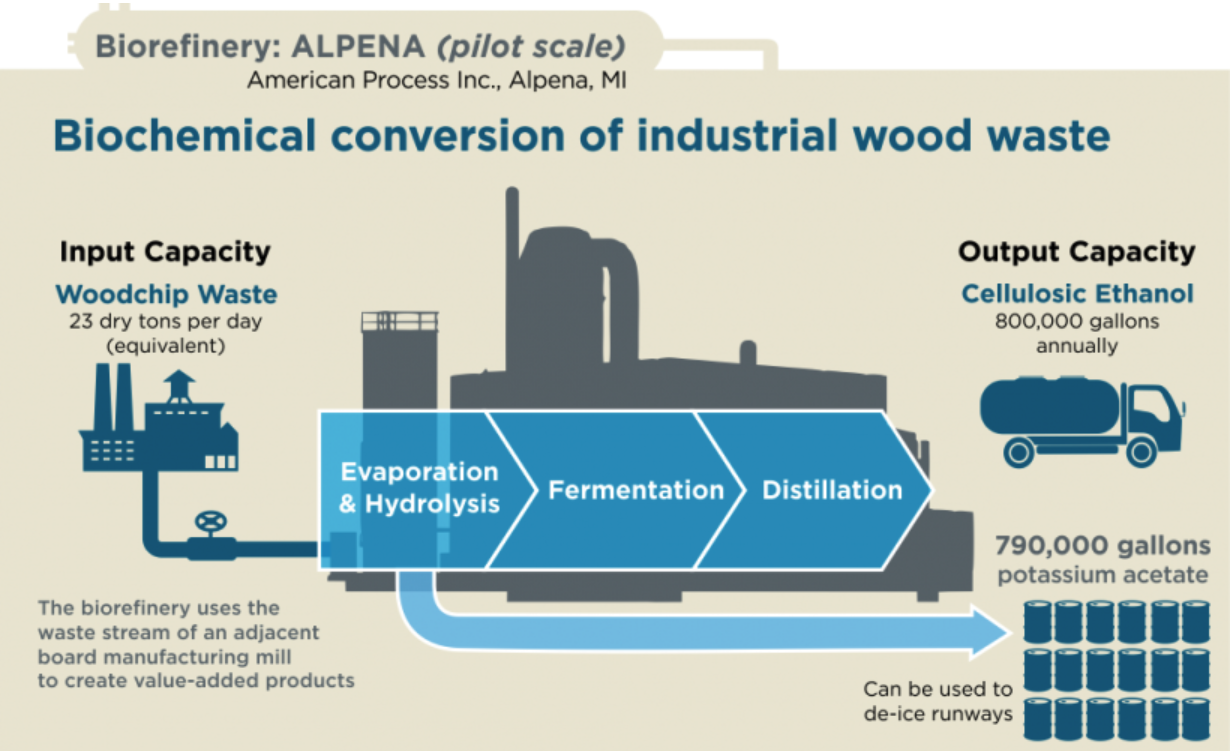 Biorefinery: ALPENA (pilot scale)
American Process Inc., Alpena, MI
Biochemical conversion of industrial wood waste
Input Capacity
Woodchip Waste
23 dry tons per day
(equivalent)
Evaporation
& Hydrolysis
Fermentation
Distillation
Output Capacity
Cellulosic Ethanol
800,000 gallons
annually
790,000 gallons
potassium acetate
The biorefinery uses the
waste stream of an adjacent
board manufacturing mill
to create value-added products
Can be used to
de-ice runways